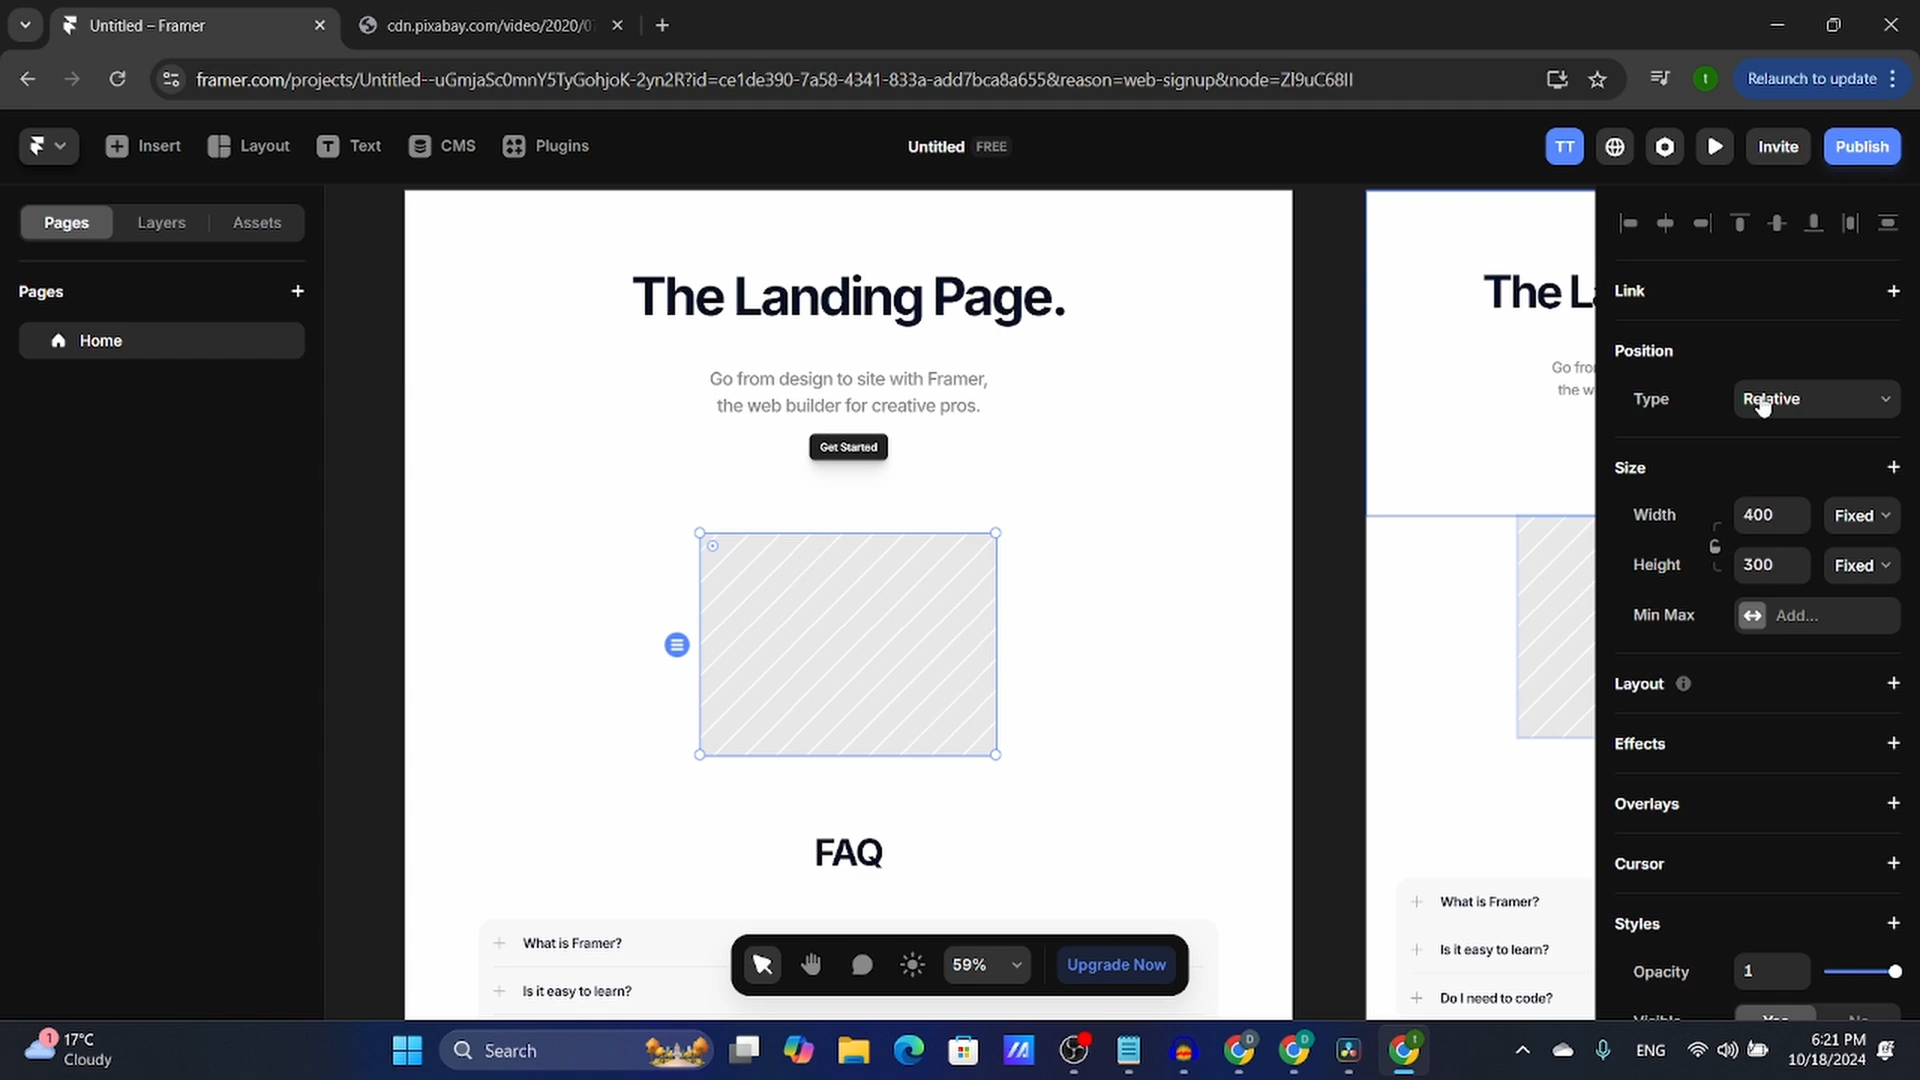 Untitled – Framer
cdn.pixabay.com/video/2020/0
framer.com/projects/Untitled--uGmjaSc0mnY5TyGohjoK-2yn2R?id=ce1de390-7a58-4341-833a-add7bca8a655&reason=web-signup&node=ZI9uC68II
t
Relaunch to update
Insert
Layout
Text
CMS
Plugins
Untitled FREE
TT
Invite
Publish
Pages
Layers
Assets
Pages
Home
The Landing Page.
Go from design to site with Framer,
the web builder for creative pros.
Get Started
FAQ
What is Framer?
Is it easy to learn?
The L
Go fro
the w
What is Framer?
Is it easy to learn?
Do I need to code?
59%
Upgrade Now
Link
Position
Type Relative
Size
Width 400 Fixed
Height 300 Fixed
Min Max Add...
Layout
Effects
Overlays
Cursor
Styles
Opacity 1
1
17°C
Cloudy
Search
ENG
6:21 PM
10/18/2024